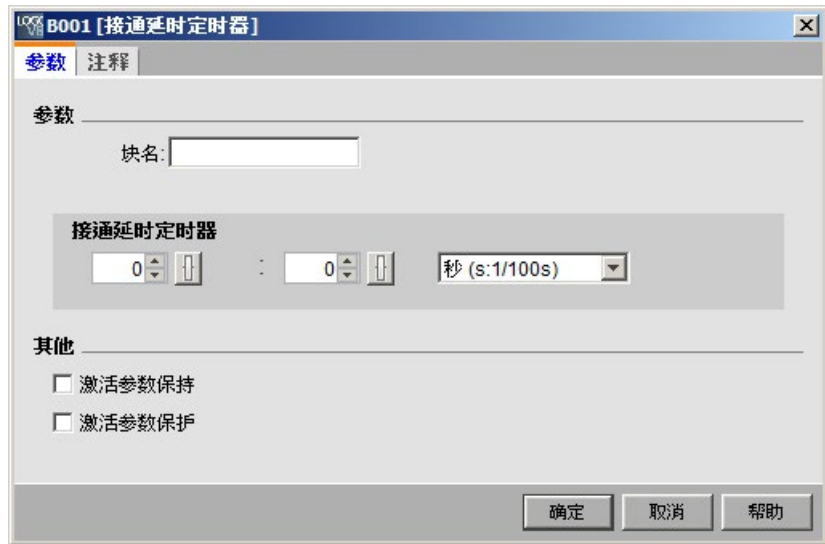 B001 [接通延时定时器]
参数 注释
参数
块名:
接通延时定时器
0 : 0 秒 (s:1/100s)
其他
激活参数保持
激活参数保护
确定 取消 帮助